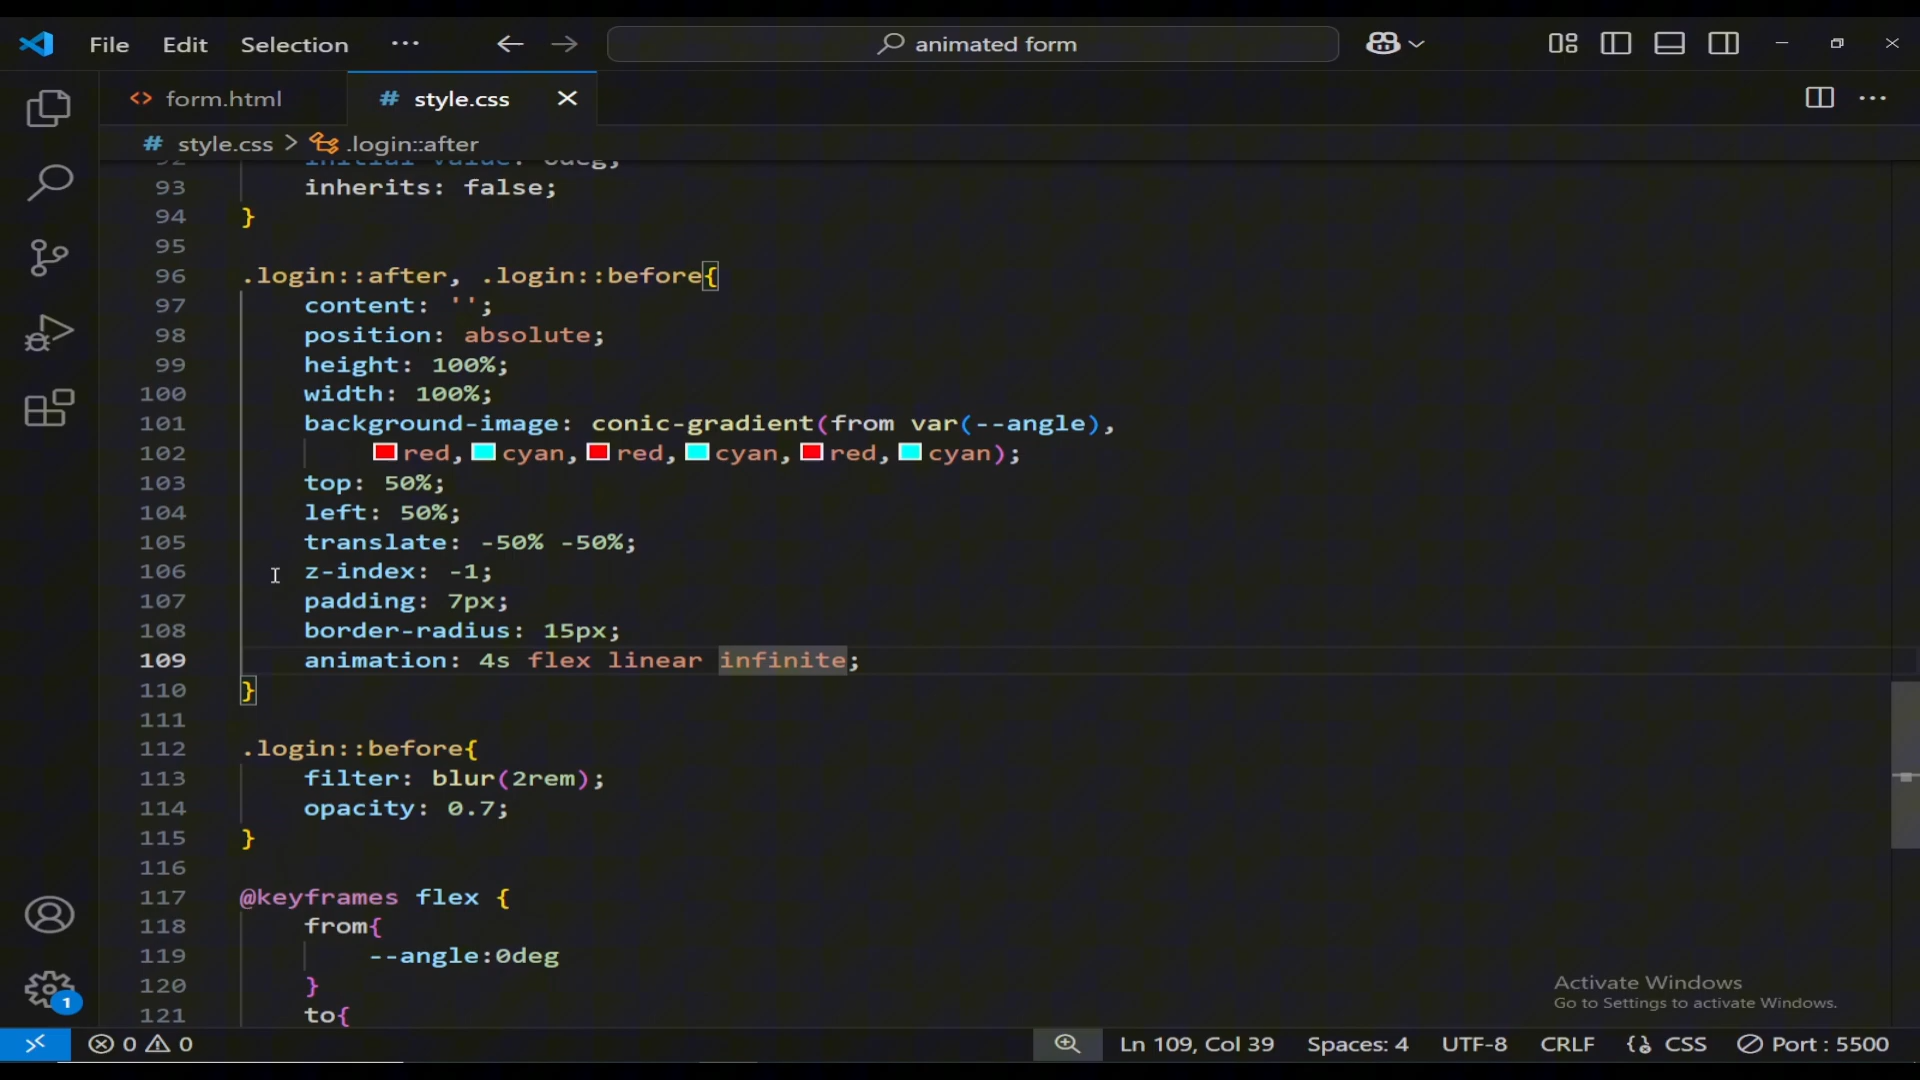 File Edit Selection ··· animated form
form.html # style.css
# style.css > .login::after
92 initial-value: 0deg;
93 inherits: false;
94 }
95
96 .login::after, .login::before{
97 content: '';
98 position: absolute;
99 height: 100%;
100 width: 100%;
101 background-image: conic-gradient(from var(--angle),
102 red, cyan, red, cyan, red, cyan);
103 top: 50%;
104 left: 50%;
105 translate: -50% -50%;
106 z-index: -1;
107 padding: 7px;
108 border-radius: 15px;
109 animation: 4s flex linear infinite;
110 }
111
112 .login::before{
113 filter: blur(2rem);
114 opacity: 0.7;
115 }
116
117 @keyframes flex {
118 from{
119 --angle:0deg
120 }
121 to{
Activate Windows
Go to Settings to activate Windows.
1
0 0 Ln 109, Col 39 Spaces: 4 UTF-8 CRLF CSS Port : 5500